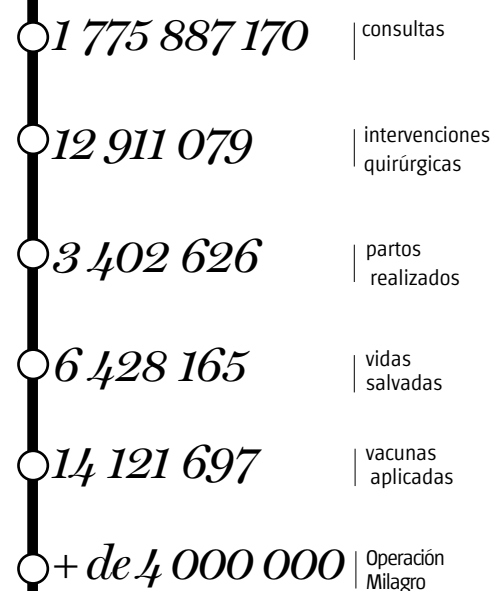 1 775 887 170 consultas
12 911 079 intervenciones
quirúrgicas
3 402 626 partos
realizados
6 428 165 vidas
salvadas
14 121 697 vacunas
aplicadas
+ de 4 000 000 Operación
Milagro